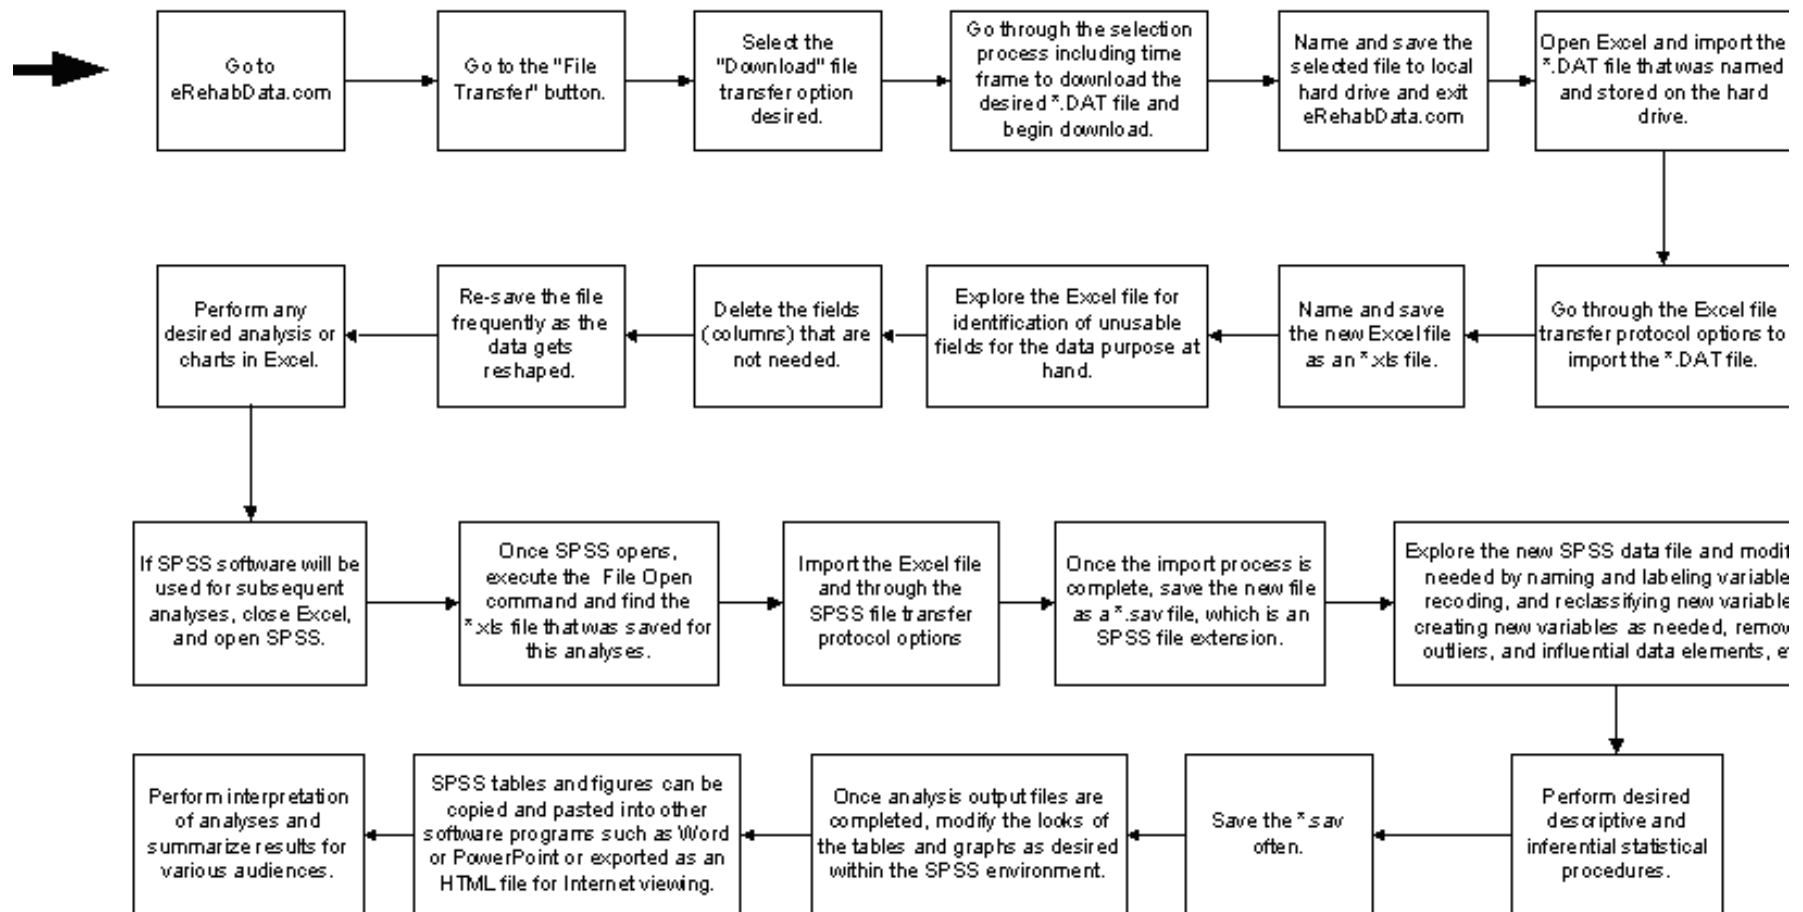 Go to
eRehabData.com
Go to the "File
Transfer" button.
Select the
"Download" file
transfer option
desired.
Go through the selection
process including time
frame to download the
desired *.DAT file and
begin download.
Name and save the
selected file to local
hard drive and exit
eRehabData.com
Open Excel and import the
*.DAT file that was named
and stored on the hard
drive.
Perform any
desired analysis or
charts in Excel.
Re-save the file
frequently as the
data gets
reshaped.
Delete the fields
(columns) that are
not needed.
Explore the Excel file for
identification of unusable
fields for the data purpose at
hand.
Name and save
the new Excel file
as an *.xls file.
Go through the Excel file
transfer protocol options to
import the *.DAT file.
If SPSS software will be
used for subsequent
analyses, close Excel,
and open SPSS.
Once SPSS opens,
execute the File Open
command and find the
*.xls file that was saved for
this analyses.
Import the Excel file
and through the
SPSS file transfer
protocol options
Once the import process is
complete, save the new file
as a *.sav file, which is an
SPSS file extension.
Explore the new SPSS data file and
needed by naming and labeling
recoding, and reclassifying new
creating new variables as needed,
outliers, and influential data elements,
Perform interpretation
of analyses and
summarize results for
various audiences.
SPSS tables and figures can be
copied and pasted into other
software programs such as Word
or PowerPoint or exported as an
HTML file for Internet viewing.
Once analysis output files are
completed, modify the looks of
the tables and graphs as desired
within the SPSS environment.
Save the *.sav
often.
Perform desired
descriptive and
inferential statistical
procedures.